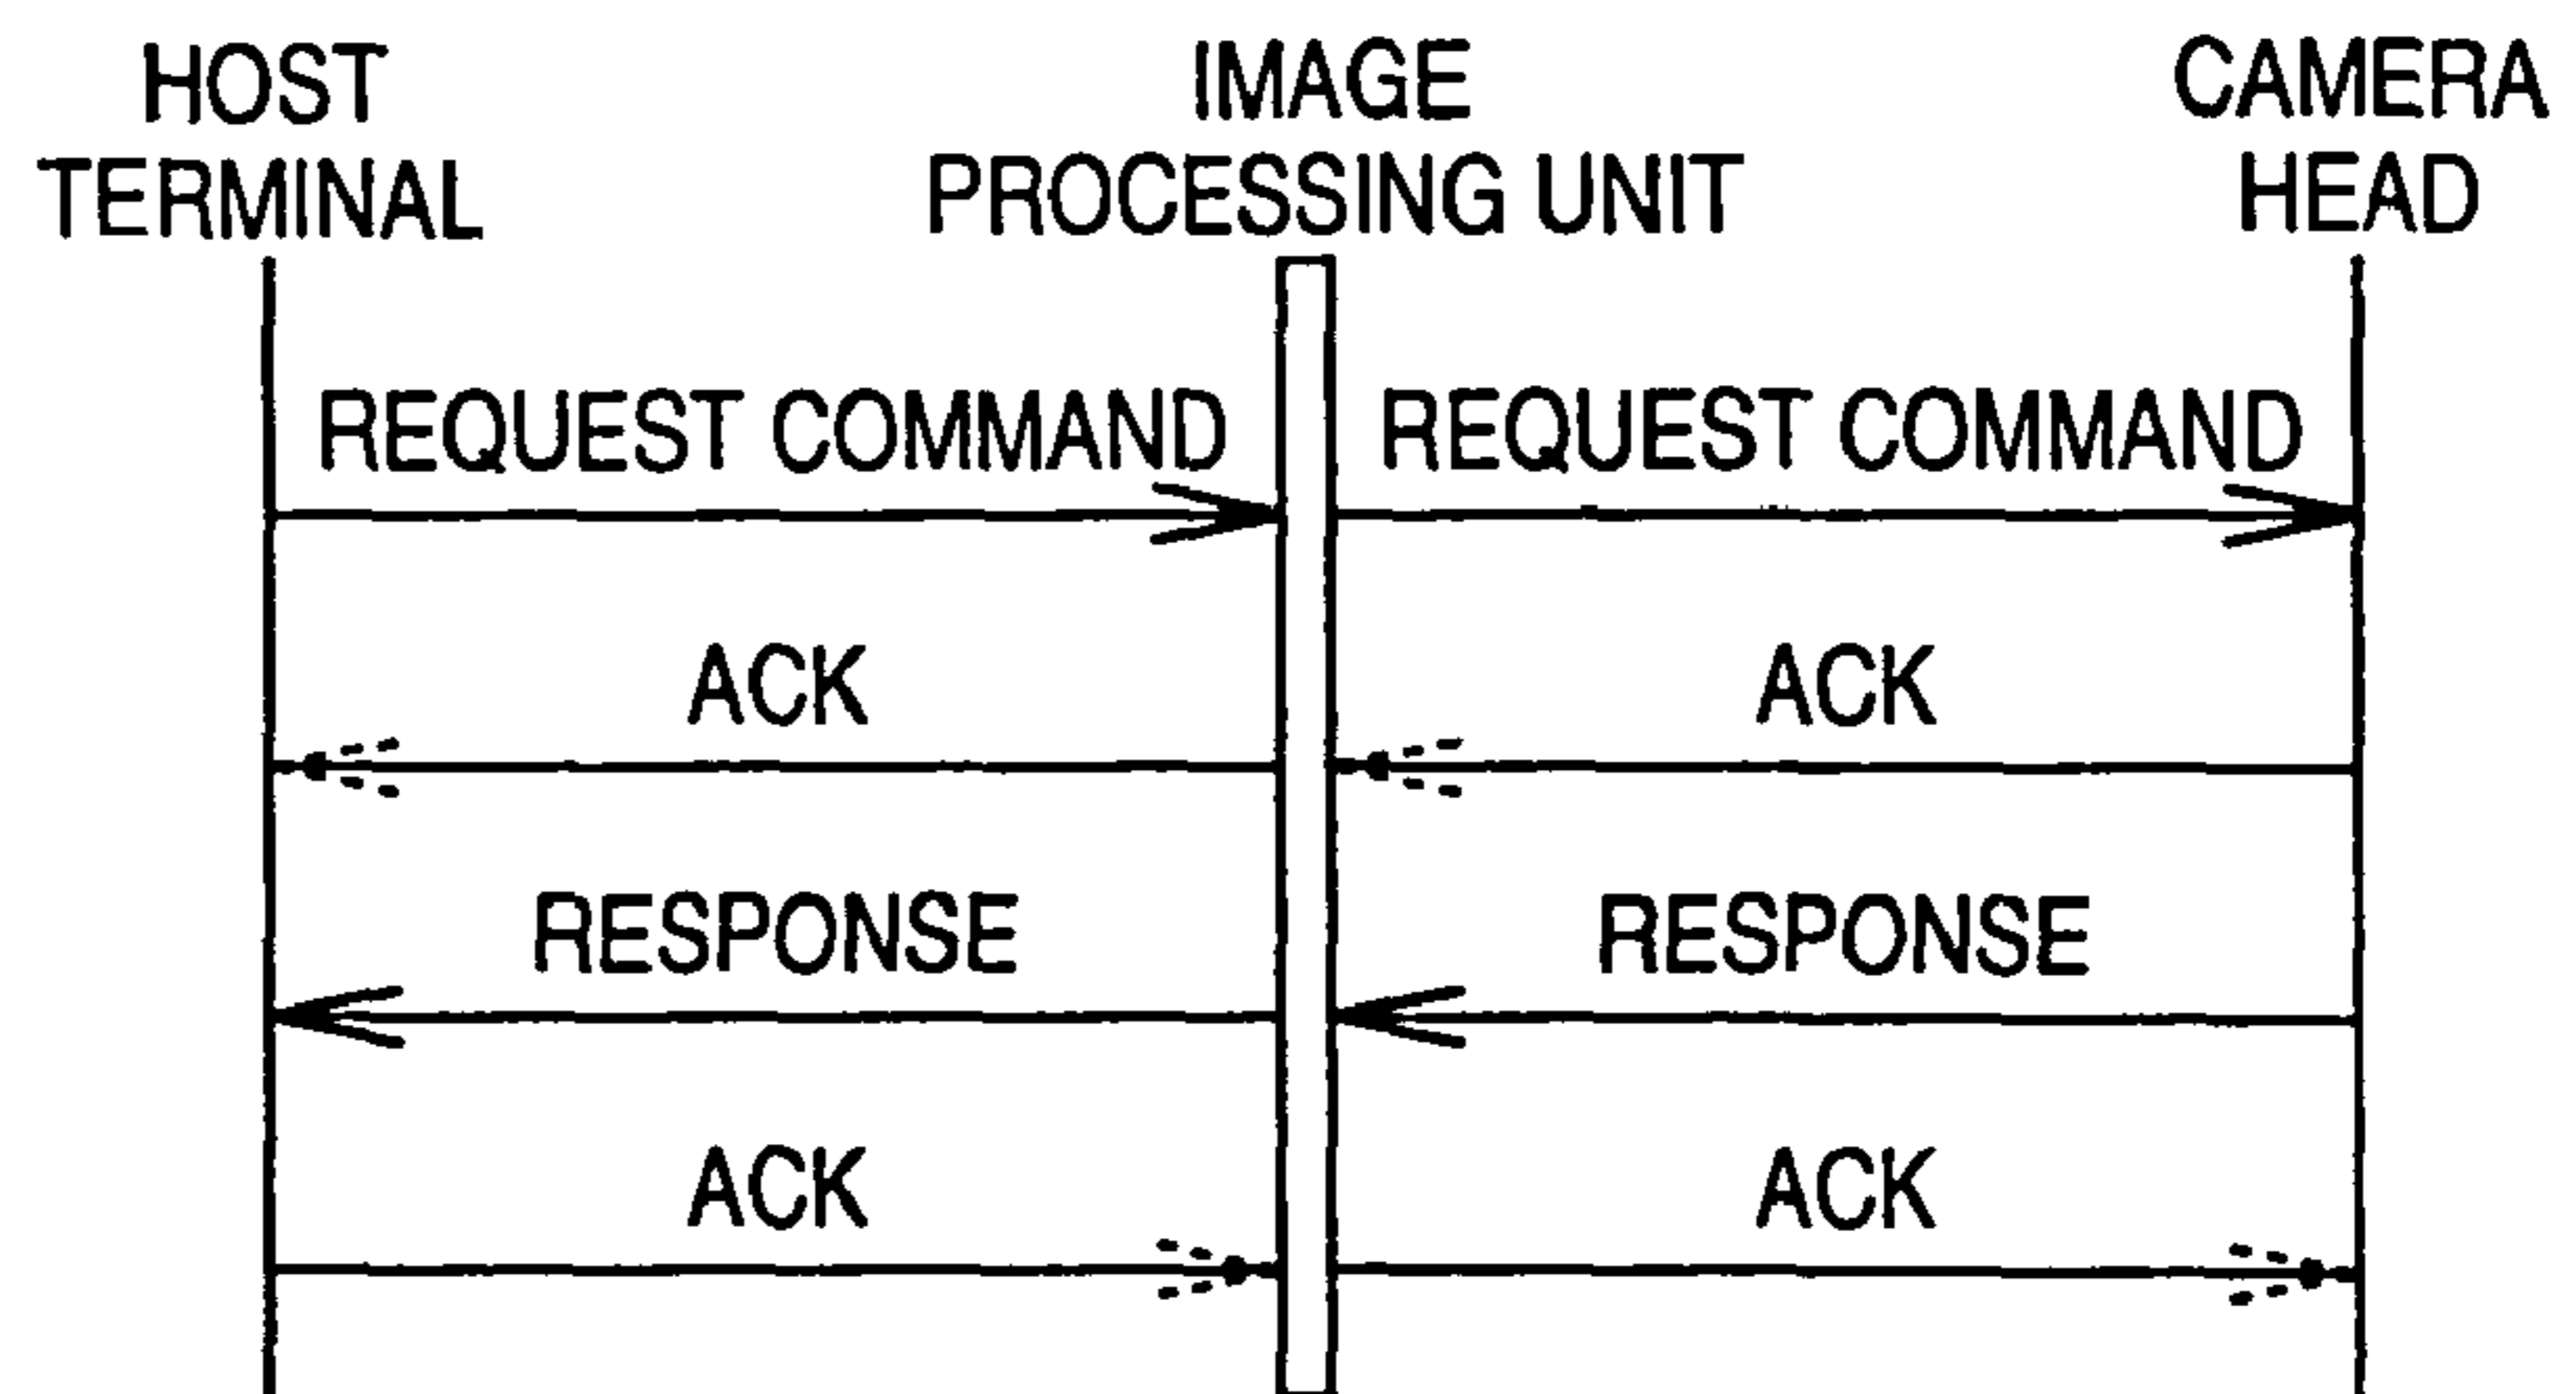 HOST
TERMINAL
IMAGE
PROCESSING UNIT
CAMERA
HEAD
REQUEST COMMAND
REQUEST COMMAND
ACK
ACK
RESPONSE
RESPONSE
ACK
ACK